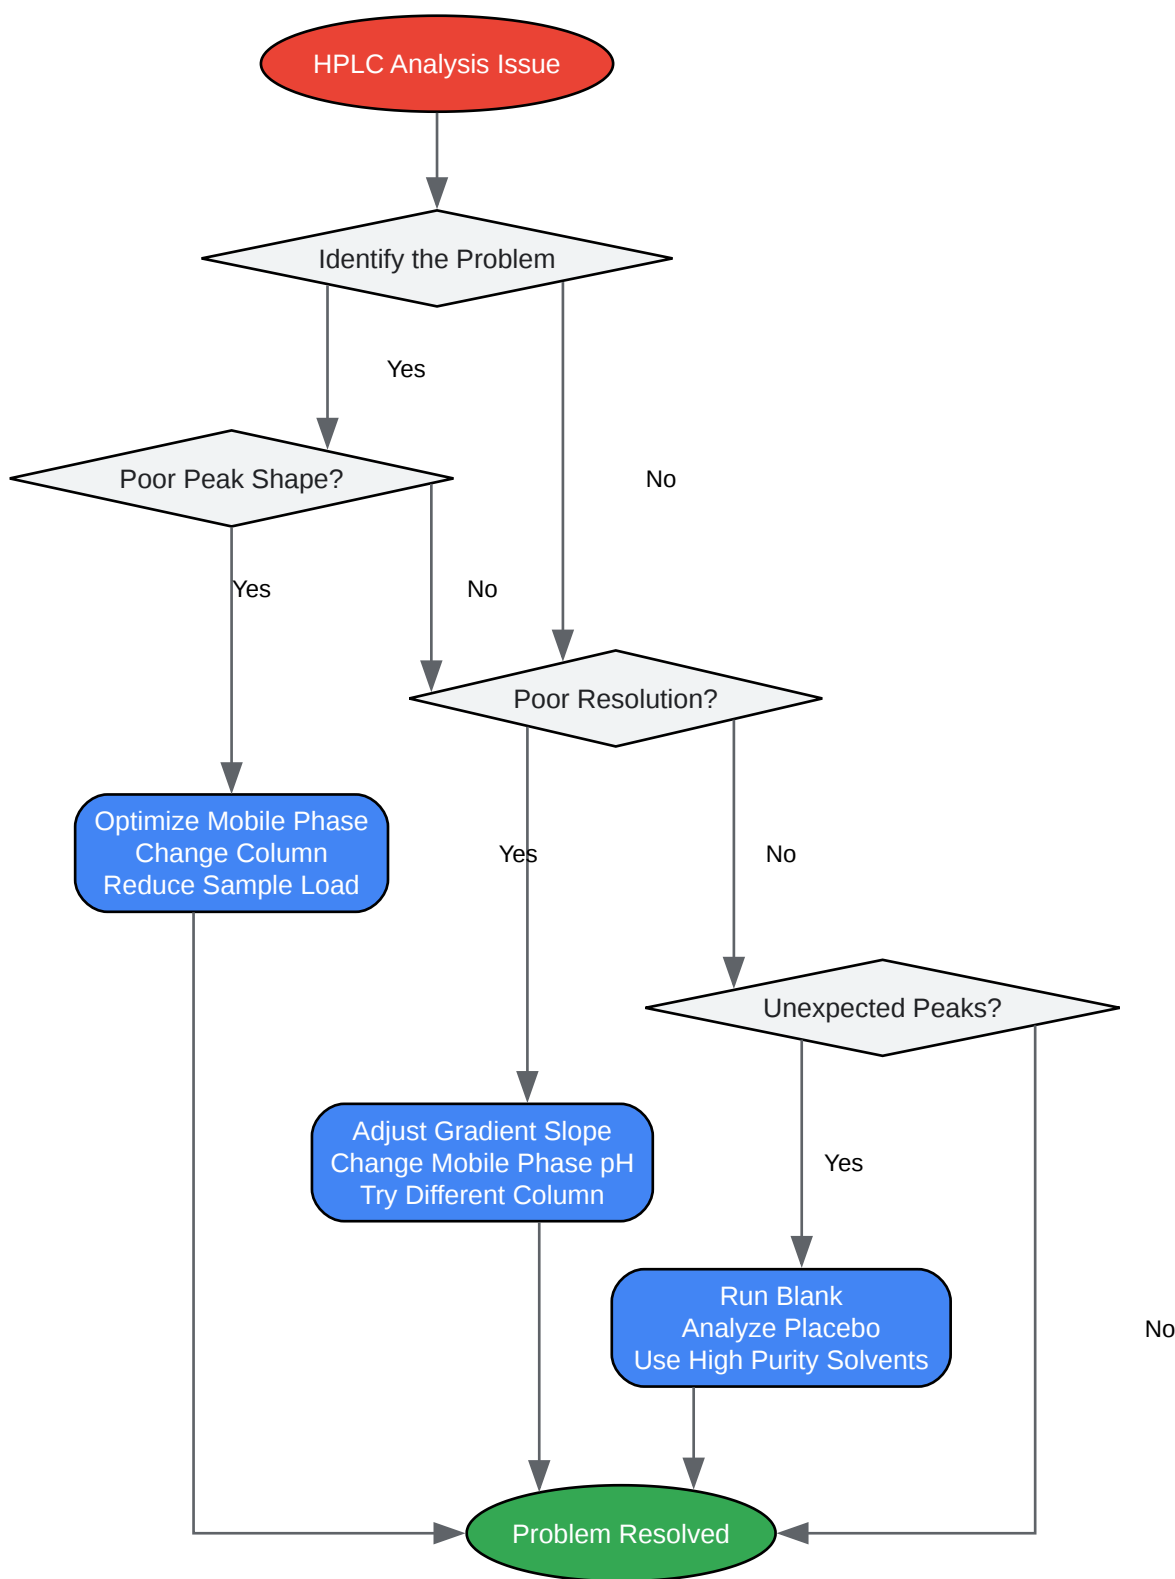 HPLC Analysis Issue
Identify the Problem
Yes
Poor Peak Shape?
No
Yes
No
Poor Resolution?
Optimize Mobile Phase
Change Column
Reduce Sample Load
Yes
No
Unexpected Peaks?
Adjust Gradient Slope
Change Mobile Phase pH
Try Different Column
Yes
Run Blank
Analyze Placebo
Use High Purity Solvents
No
Problem Resolved